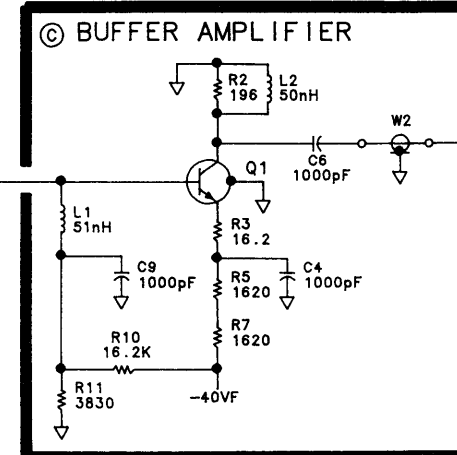 © BUFFER AMPLIFIER
R2
196
L2
50nH
W2
C6
1000pF
Q1
L1
51nH
R3
16.2
C9
1000pF
R5
1620
C4
1000pF
R10
16.2K
R7
1620
R11
3830
-40VF